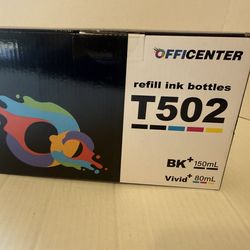 OFFICENTER
refill ink bottles
T502
BK+ 150mL
Vivid+ 80mL